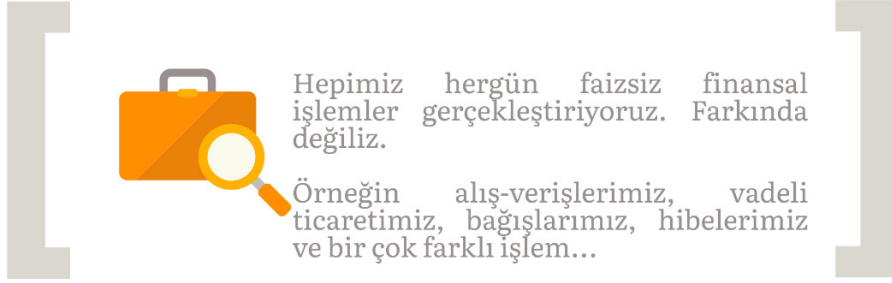 Hepimiz hergün faizsiz finansal
işlemler gerçekleştiriyoruz. Farkında
değiliz.
Örneğin alış-verişlerimiz, vadeli
ticaretimiz, bağışlarımız, hibelerimiz
ve bir çok farklı işlem...